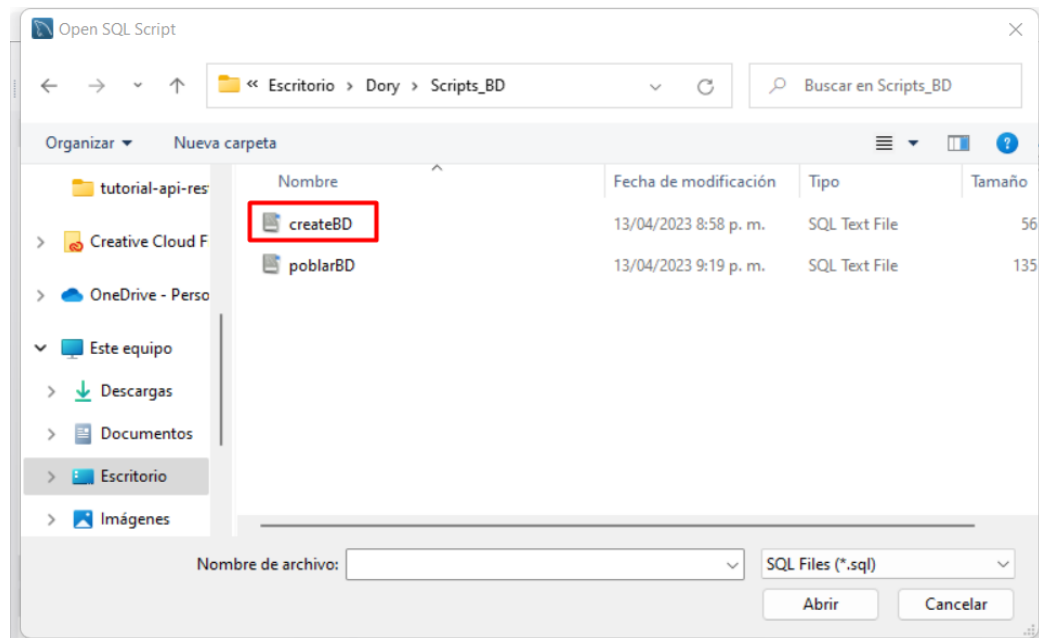 Open SQL Script
« Escritorio > Dory > Scripts_BD
Buscar en Scripts_BD
Organizar
Nueva carpeta
tutorial-api-res
Creative Cloud F
OneDrive - Perso
Este equipo
Descargas
Documentos
Escritorio
Imágenes
Nombre Fecha de modificación Tipo Tamaño
createBD 13/04/2023 8:58 p. m. SQL Text File 56
poblarBD 13/04/2023 9:19 p. m. SQL Text File 135
Nombre de archivo:
SQL Files (*.sql)
Abrir
Cancelar